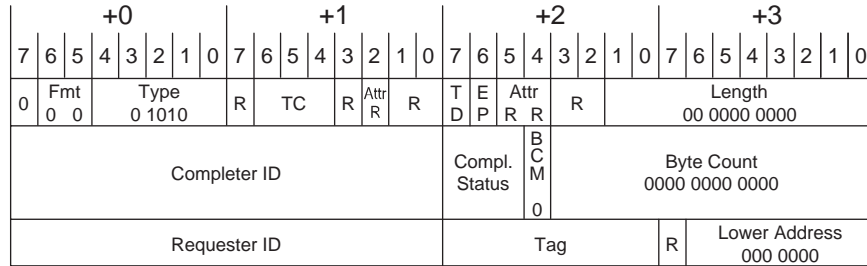 +0 +1 +2 +3
7 6 5 4 3 2 1 0 7 6 5 4 3 2 1 0 7 6 5 4 3 2 1 0 7 6 5 4 3 2 1 0
0 Fmt 0 0 Type 0 1010 R TC R Attr R R T D E P Attr R R R Length 00 0000 0000
Completer ID Compl. Status B C M 0 Byte Count 0000 0000 0000
Requester ID Tag R Lower Address 000 0000